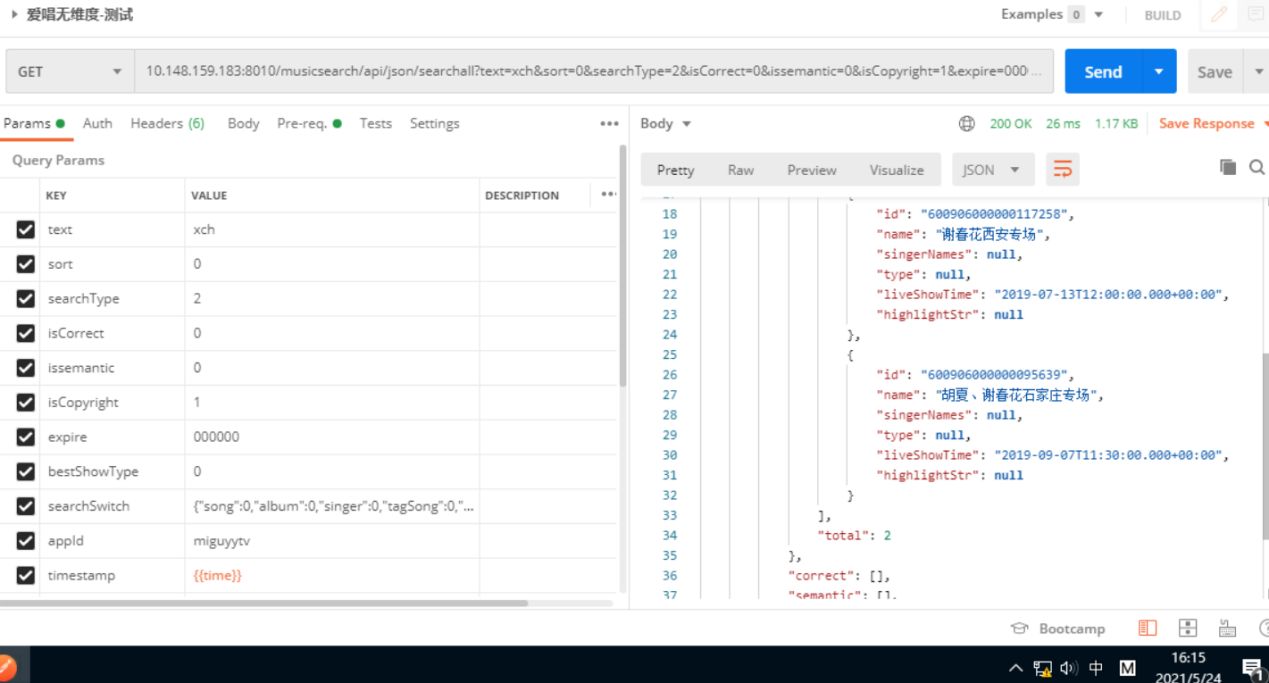 爱唱无维度-测试
Examples 0
BUILD
GET
10.148.159.183:8010/musicsearch/api/json/searchall?text=xch&sort=0&searchType=2&isCorrect=0&issemantic=0&isCopyright=1&expire=000 ...
Send
Save
Params
Auth
Headers (6)
Body
Pre-req.
Tests
Settings
Query Params
KEY VALUE DESCRIPTION
text xch
sort 0
searchType 2
isCorrect 0
issemantic 0
isCopyright 1
expire 000000
bestShowType 0
searchSwitch {"song":0,"album":0,"singer":0,"tagSong":0,"...
appId miguyytv
timestamp {{time}}
Body
200 OK 26 ms 1.17 KB Save Response
Pretty Raw Preview Visualize JSON
18 "id": "600906000000117258",
19 "name": "谢春花西安专场",
20 "singerNames": null,
21 "type": null,
22 "liveShowTime": "2019-07-13T12:00:00.000+00:00",
23 "highlightStr": null
24 },
25 {
26 "id": "600906000000095639",
27 "name": "胡夏、谢春花石家庄专场",
28 "singerNames": null,
29 "type": null,
30 "liveShowTime": "2019-09-07T11:30:00.000+00:00",
31 "highlightStr": null
32 }
33 ],
34 "total": 2
35 },
36 "correct": [],
37 "semantic": [],
Bootcamp
中
M
16:15
2021/5/24
1